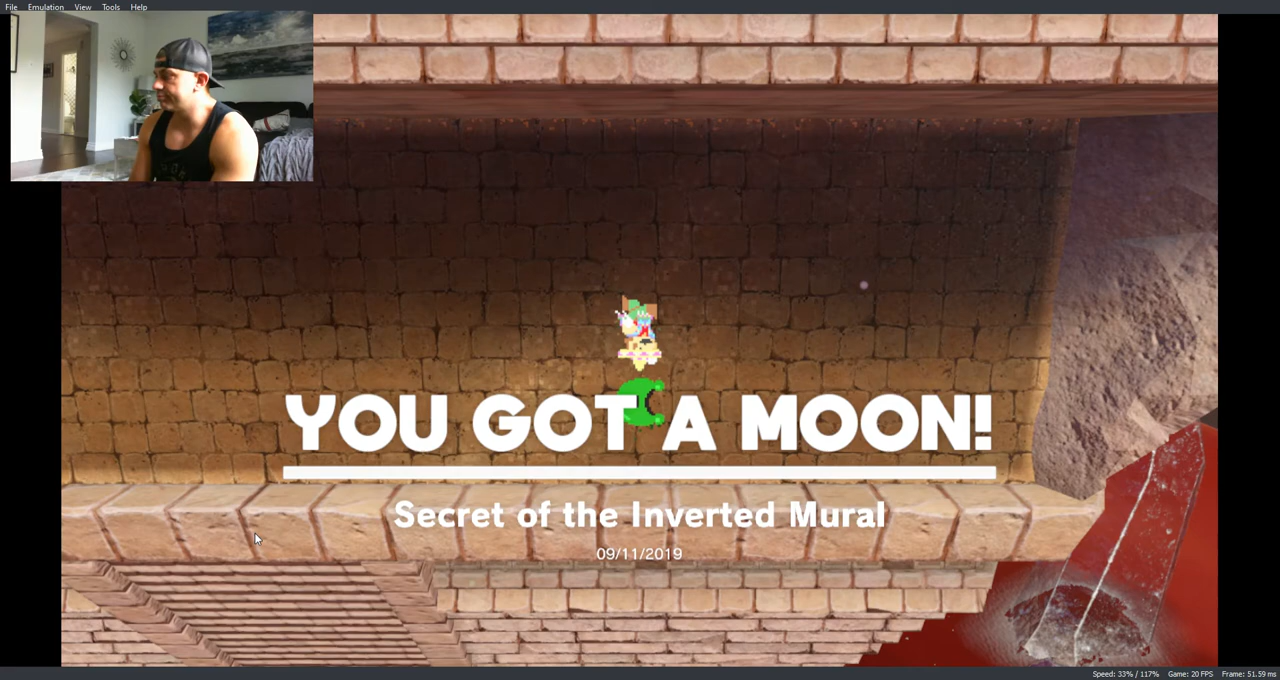 File Emulation View Tools Help
YOU GOT A MOON!
Secret of the Inverted Mural
09/11/2019
Speed: 33% / 117% Game: 20 FPS Frame: 51.59 ms